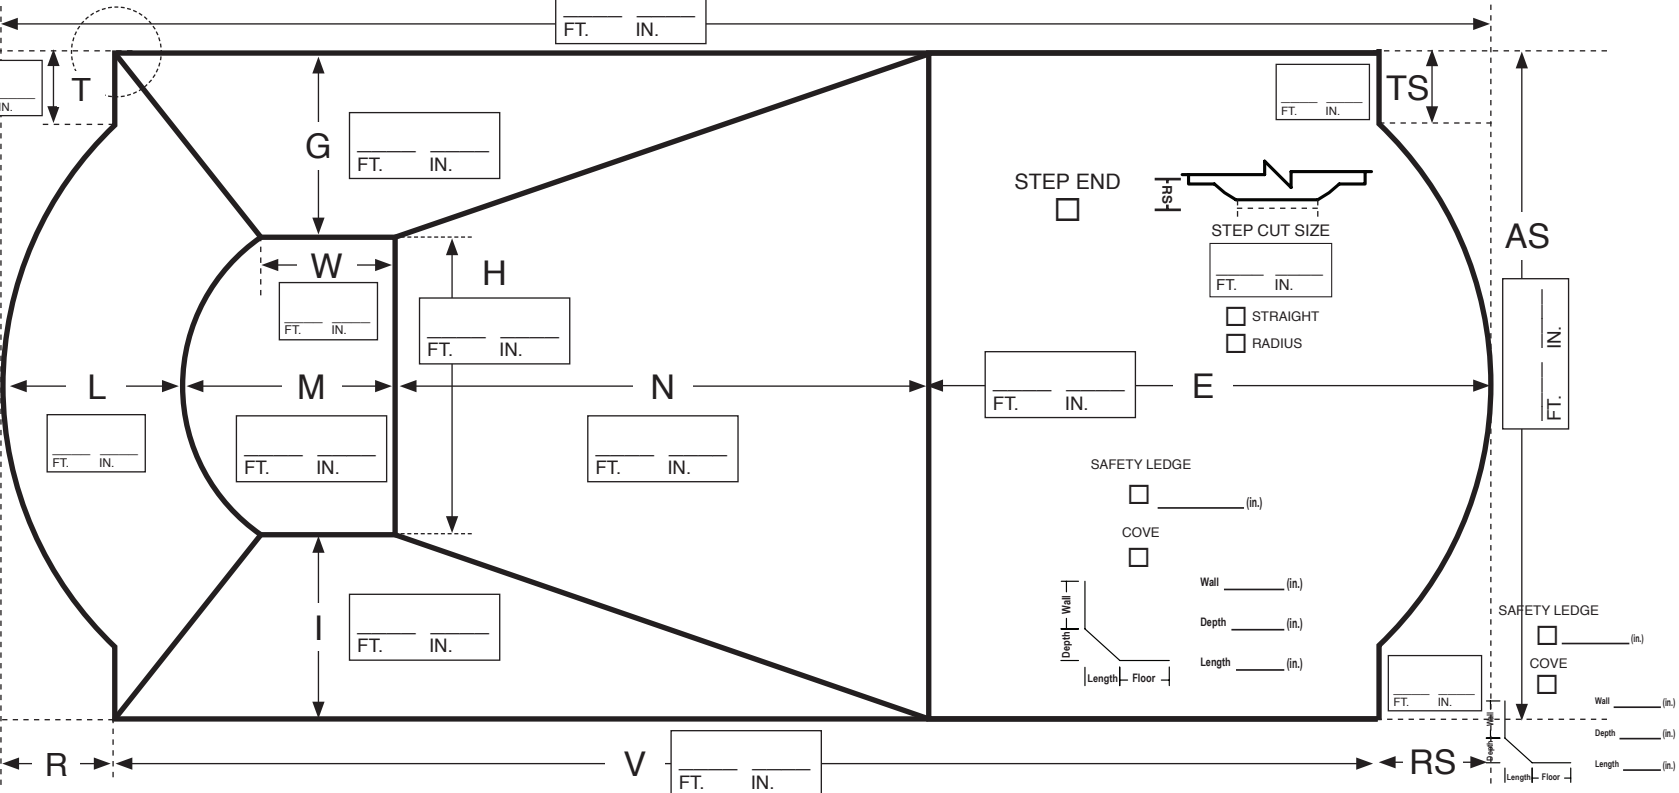 FT. IN.
T
IN.
G
FT. IN.
TS
FT. IN.
STEP END
RS
STEP CUT SIZE
FT. IN.
STRAIGHT
RADIUS
AS
FT. IN.
W
FT. IN.
H
FT. IN.
L
FT. IN.
M
FT. IN.
N
FT. IN.
E
FT. IN.
SAFETY LEDGE
(in.)
COVE
Wall
Depth
Length Floor
Wall (in.)
Depth (in.)
Length (in.)
I
FT. IN.
SAFETY LEDGE
(in.)
COVE
FT. IN.
Wall
Depth
Length Floor
Wall (in.)
Depth (in.)
Length (in.)
R
V
FT. IN.
RS